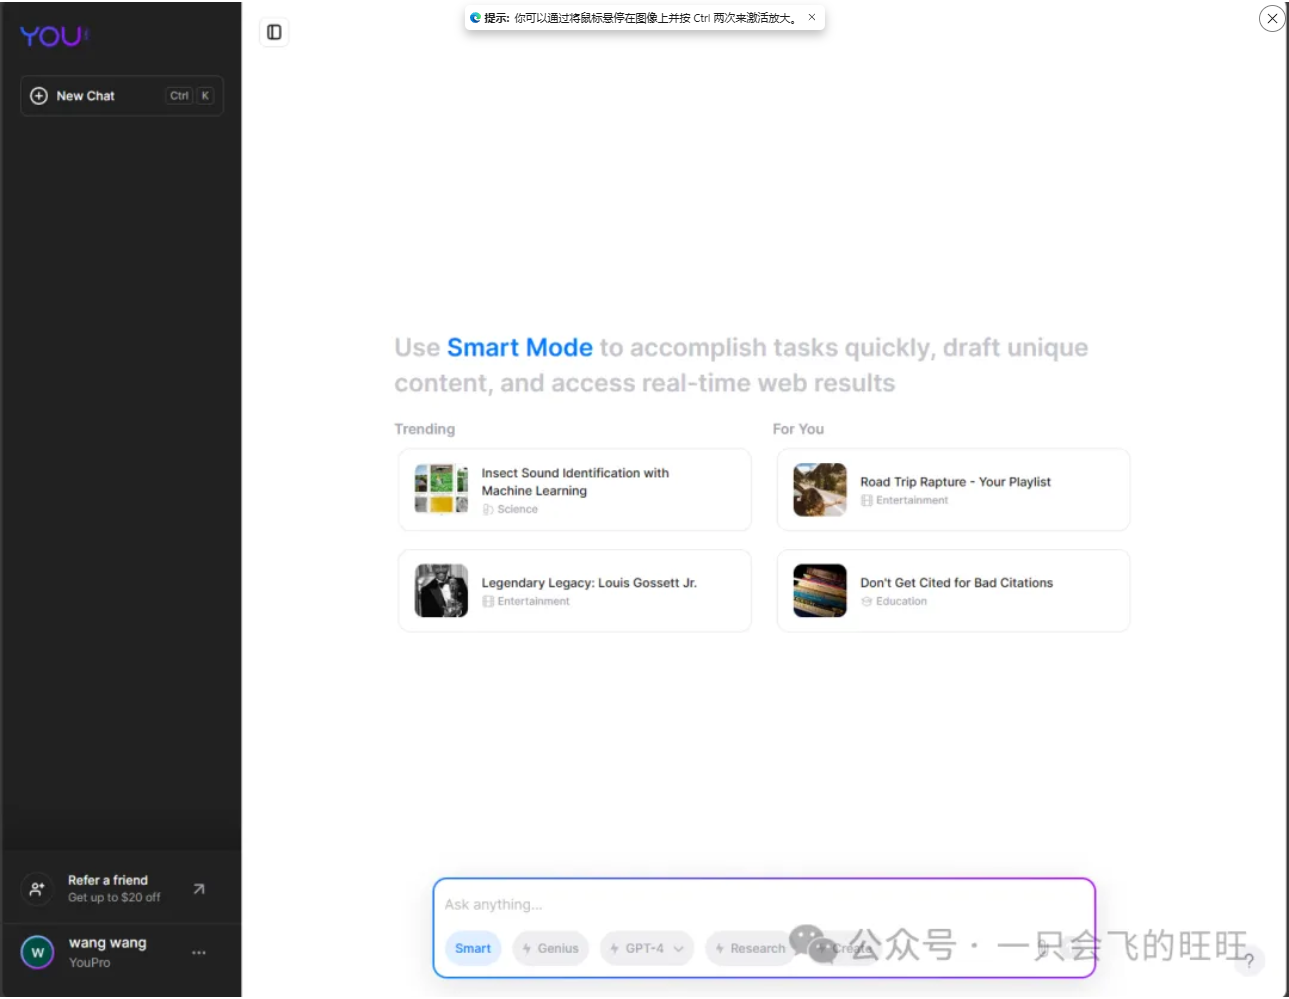 YOU
提示: 你可以通过将鼠标悬停在图像上并按 Ctrl 两次来激活放大。
New Chat Ctrl K
Use Smart Mode to accomplish tasks quickly, draft unique
content, and access real-time web results
Trending
Insect Sound Identification with
Machine Learning
Science
Legendary Legacy: Louis Gossett Jr.
Entertainment
For You
Road Trip Rapture - Your Playlist
Entertainment
Don't Get Cited for Bad Citations
Education
Refer a friend
Get up to $20 off
W
wang wang
YouPro
Ask anything...
Smart Genius GPT-4 Research Create
公众号 · 一只会飞的旺旺
?